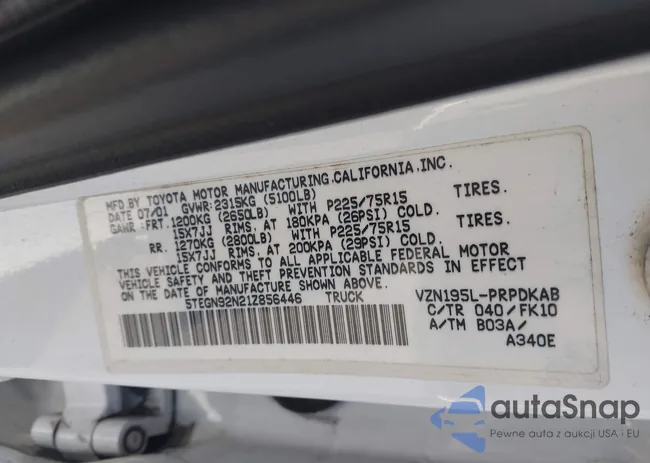 MFD BY TOYOTA MOTOR MANUFACTURING,CALIFORNIA,INC.
DATE 07/01 GVWR: 2315KG (5100LB)
GAWR: FRT. 1200KG (2650LB) WITH P225/75R15 TIRES.
15X7JJ RIMS, AT 180KPA (26PSI) COLD.
RR. 1270KG (2800LB) WITH P225/75R15 TIRES.
15X7JJ RIMS, AT 200KPA (29PSI) COLD.
THIS VEHICLE CONFORMS TO ALL APPLICABLE FEDERAL MOTOR
VEHICLE SAFETY AND THEFT PREVENTION STANDARDS IN EFFECT
ON THE DATE OF MANUFACTURE SHOWN ABOVE.
5TEGN92N21Z856446 TRUCK VZN195L-PRPDKAB
C/TR 040/FK10
A/TM B03A/
A340E
autaSnap
Pewne auta z aukcji USA i EU